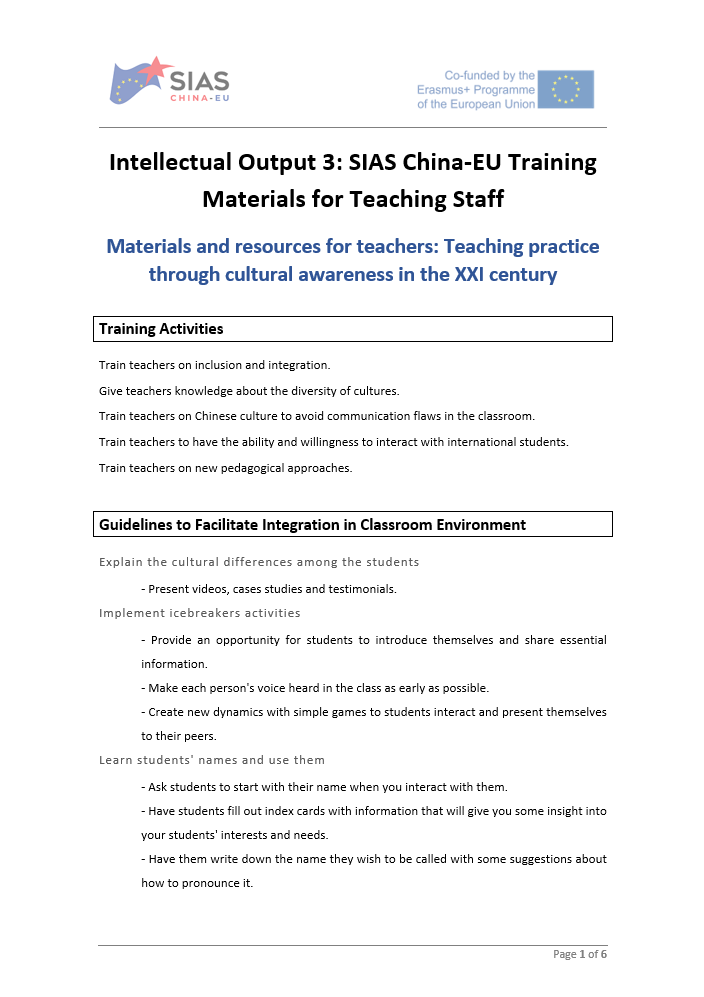 SIAS
CHINA-EU
Co-funded by the
Erasmus+ Programme
of the European Union
Intellectual Output 3: SIAS China-EU Training
Materials for Teaching Staff
Materials and resources for teachers: Teaching practice
through cultural awareness in the XXI century
Training Activities
Train teachers on inclusion and integration.
Give teachers knowledge about the diversity of cultures.
Train teachers on Chinese culture to avoid communication flaws in the classroom.
Train teachers to have the ability and willingness to interact with international students.
Train teachers on new pedagogical approaches.
Guidelines to Facilitate Integration in Classroom Environment
Explain the cultural differences among the students
- Present videos, cases studies and testimonials.
Implement icebreakers activities
- Provide an opportunity for students to introduce themselves and share essential
information.
- Make each person's voice heard in the class as early as possible.
- Create new dynamics with simple games to students interact and present themselves
to their peers.
Learn students' names and use them
- Ask students to start with their name when you interact with them.
- Have students fill out index cards with information that will give you some insight into
your students' interests and needs.
- Have them write down the name they wish to be called with some suggestions about
how to pronounce it.
Page 1 of 6